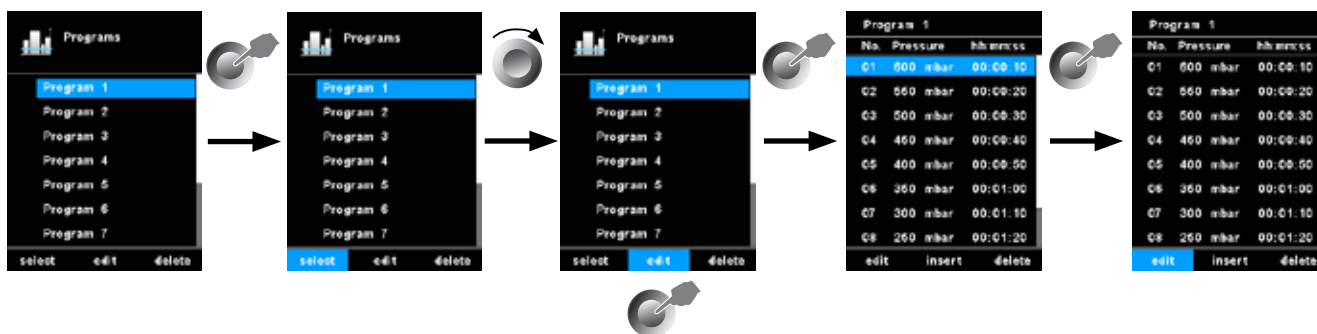 Programs
Program 1
Program 2
Program 3
Program 4
Program 5
Program 6
Program 7
select edit delete
Programs
Program 1
Program 2
Program 3
Program 4
Program 5
Program 6
Program 7
select edit delete
Programs
Program 1
Program 2
Program 3
Program 4
Program 5
Program 6
Program 7
select edit delete
Program 1
No. Pressure hh:mm:ss
01 600 mbar 00:00:10
02 550 mbar 00:00:20
03 500 mbar 00:00:30
04 450 mbar 00:00:40
05 400 mbar 00:00:50
06 350 mbar 00:01:00
07 300 mbar 00:01:10
08 250 mbar 00:01:20
edit insert delete
Program 1
No. Pressure hh:mm:ss
01 600 mbar 00:00:10
02 550 mbar 00:00:20
03 500 mbar 00:00:30
04 450 mbar 00:00:40
05 400 mbar 00:00:50
06 350 mbar 00:01:00
07 300 mbar 00:01:10
08 250 mbar 00:01:20
edit insert delete